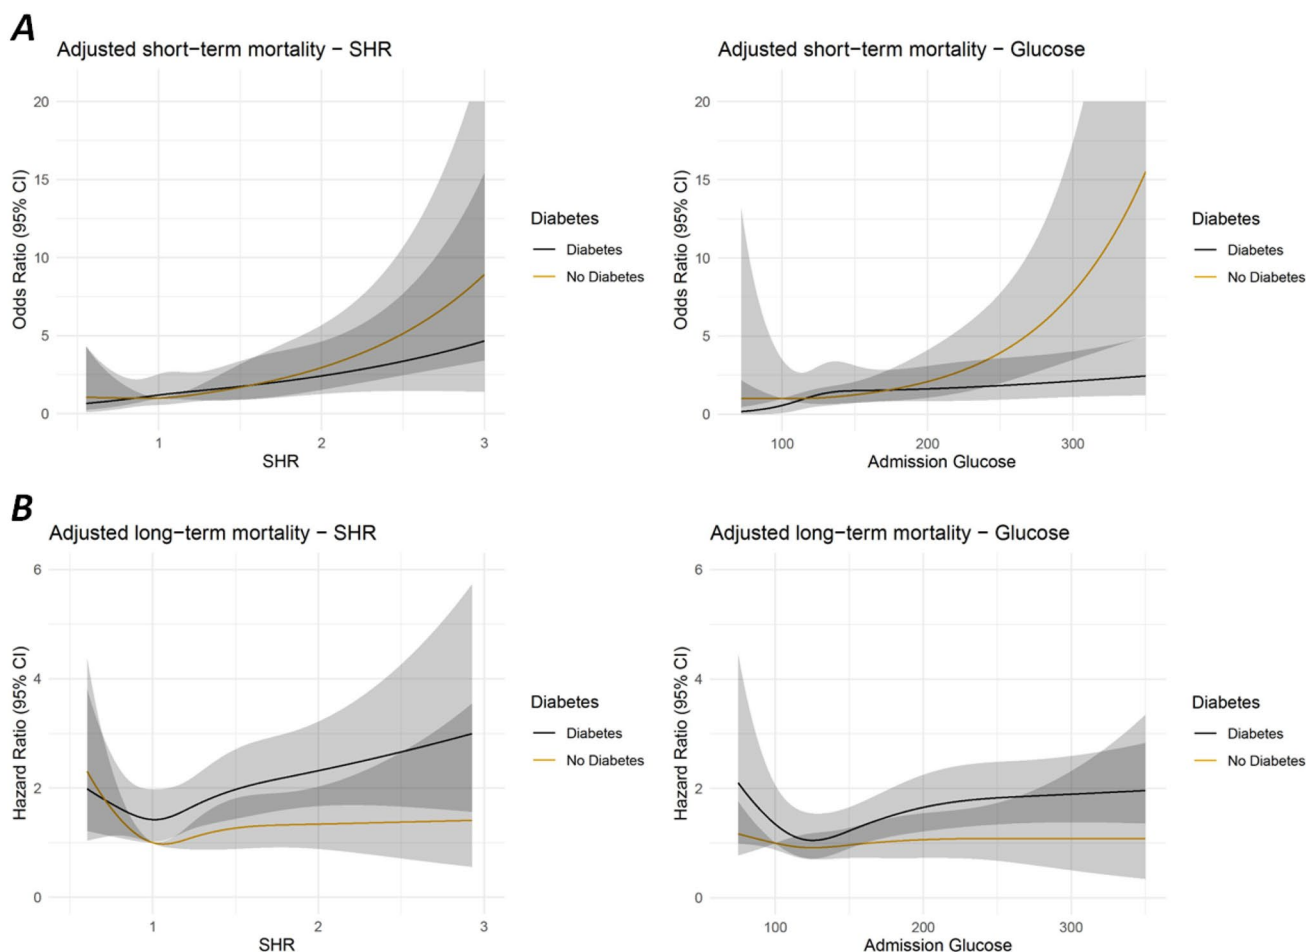 A
Adjusted short−term mortality − SHR
Odds Ratio (95% CI)
20
15
10
5
0
1
2
3
SHR
Diabetes
Diabetes
No Diabetes
Adjusted short−term mortality − Glucose
Odds Ratio (95% CI)
20
15
10
5
0
100
200
300
Admission Glucose
Diabetes
Diabetes
No Diabetes
B
Adjusted long−term mortality − SHR
Hazard Ratio (95% CI)
6
4
2
0
1
2
3
SHR
Diabetes
Diabetes
No Diabetes
Adjusted long−term mortality − Glucose
Hazard Ratio (95% CI)
6
4
2
0
100
200
300
Admission Glucose
Diabetes
Diabetes
No Diabetes